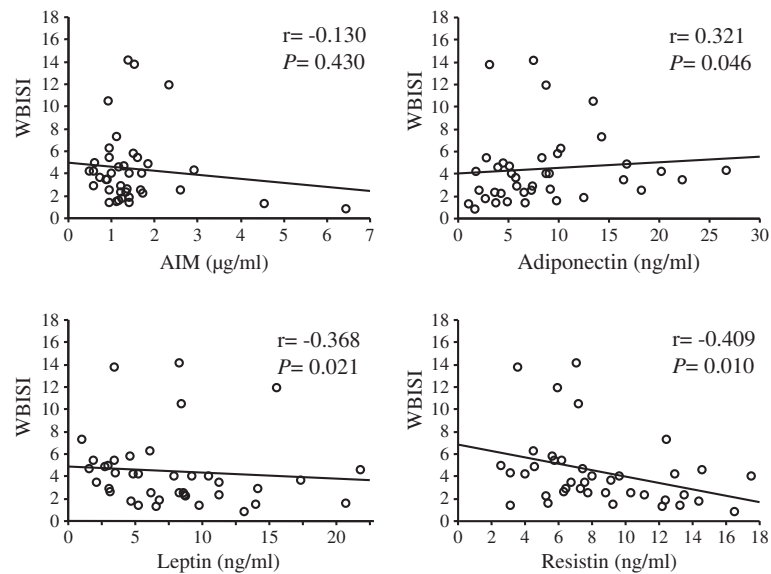 18
16
14
12
10
8
6
4
2
0
WBISI
r= -0.130
P= 0.430
0 1 2 3 4 5 6 7
AIM (µg/ml)
18
16
14
12
10
8
6
4
2
0
WBISI
r= 0.321
P= 0.046
0 5 10 15 20 25 30
Adiponectin (ng/ml)
18
16
14
12
10
8
6
4
2
0
WBISI
r= -0.368
P= 0.021
0 5 10 15 20
Leptin (ng/ml)
18
16
14
12
10
8
6
4
2
0
WBISI
r= -0.409
P= 0.010
0 2 4 6 8 10 12 14 16 18
Resistin (ng/ml)